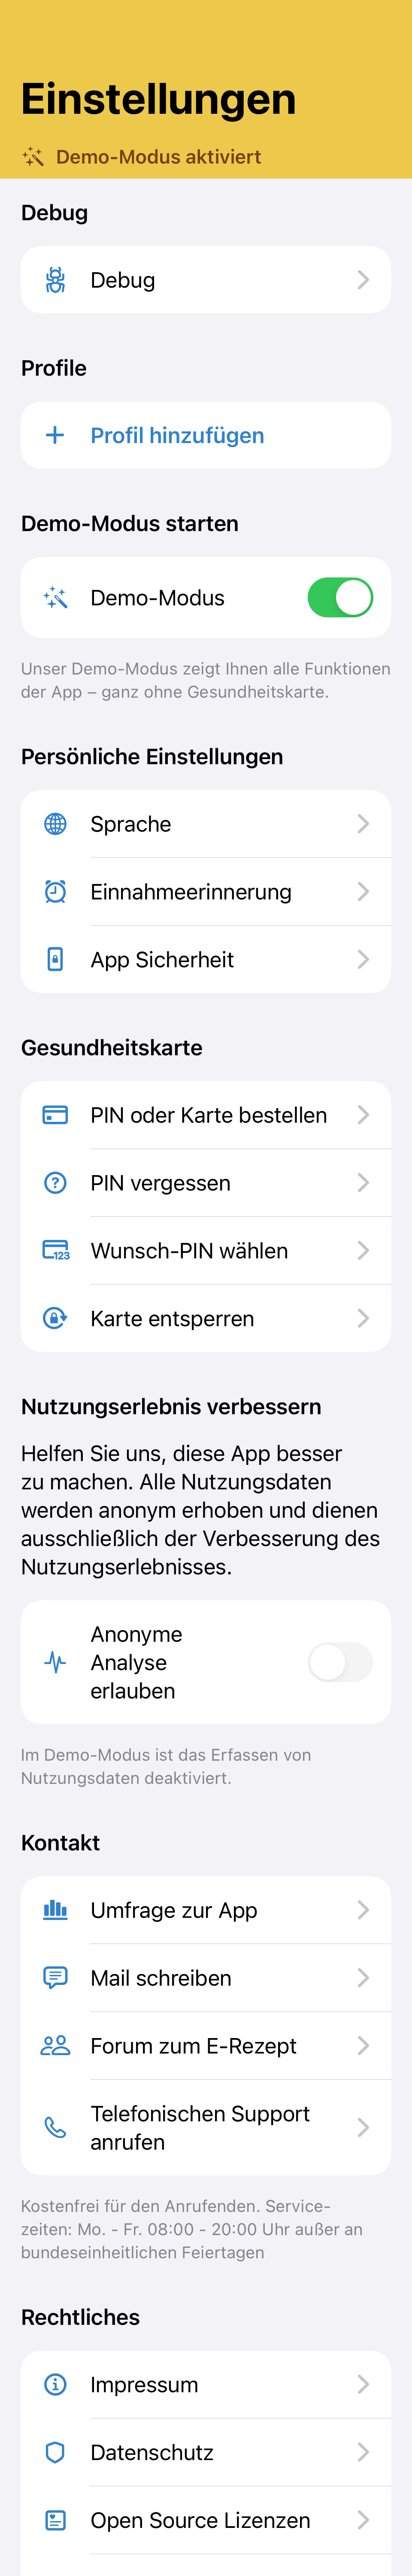 Einstellungen
Demo-Modus aktiviert
Debug
Debug
Profile
Profil hinzufügen
Demo-Modus starten
Demo-Modus
Unser Demo-Modus zeigt Ihnen alle Funktionen
der App – ganz ohne Gesundheitskarte.
Persönliche Einstellungen
Sprache
Einnahmeerinnerung
App Sicherheit
Gesundheitskarte
PIN oder Karte bestellen
PIN vergessen
123
Wunsch-PIN wählen
Karte entsperren
Nutzungserlebnis verbessern
Helfen Sie uns, diese App besser
zu machen. Alle Nutzungsdaten
werden anonym erhoben und dienen
ausschließlich der Verbesserung des
Nutzungserlebnisses.
Anonyme
Analyse
erlauben
Im Demo-Modus ist das Erfassen von
Nutzungsdaten deaktiviert.
Kontakt
Umfrage zur App
Mail schreiben
Forum zum E-Rezept
Telefonischen Support
anrufen
Kostenfrei für den Anrufenden. Service-
zeiten: Mo. - Fr. 08:00 - 20:00 Uhr außer an
bundeseinheitlichen Feiertagen
Rechtliches
Impressum
Datenschutz
Open Source Lizenzen